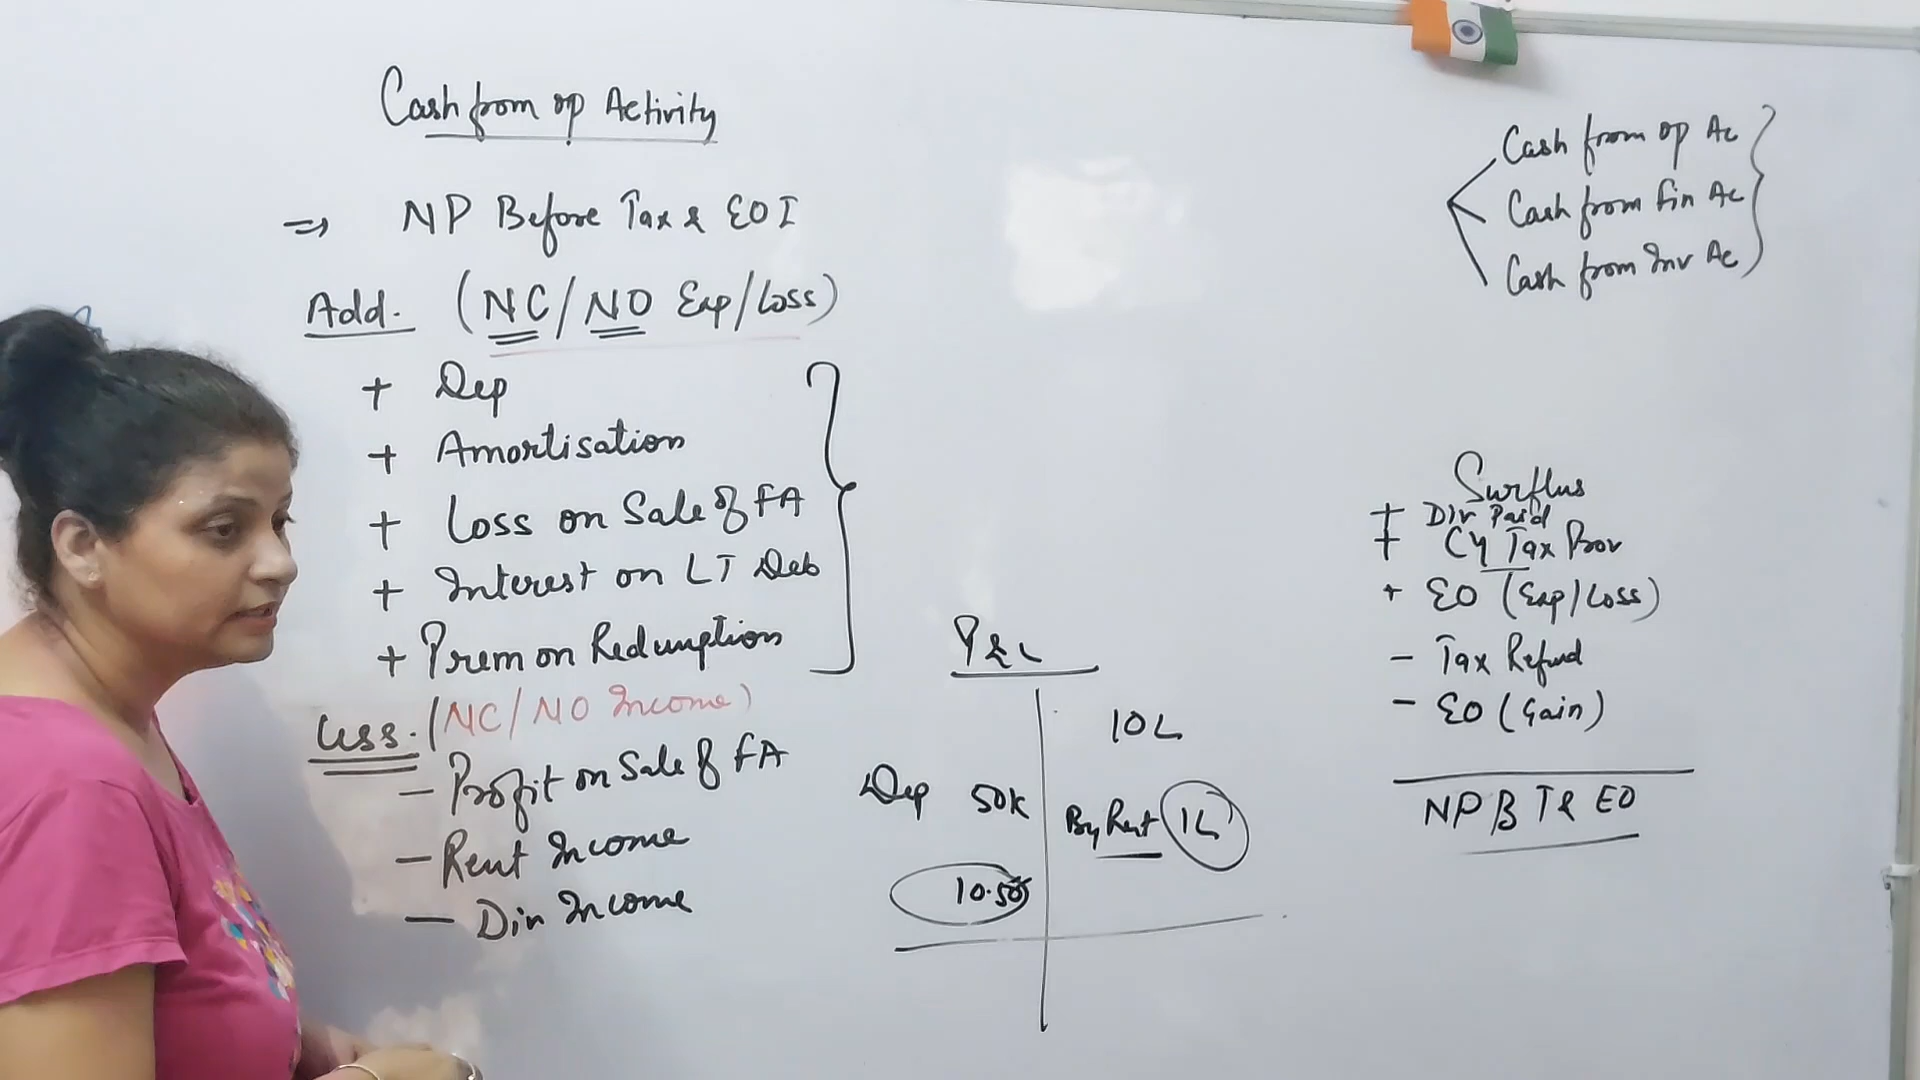 Cash from op Activity
⇒ NP Before Tax & EOI
Add. (NC/NO Exp/Loss)
+ Dep
+ Amortisation
+ Loss on Sale of FA
+ Interest on LT Deb
+ Prem on Redumption
Less. (NC/NO Income)
- Profit on Sale of FA
- Rent Income
- Div Income
P&L
10L
Dep 50K
By Rent 1L
Cash from op Ac
Cash from Fin Ac
Cash from Inv Ac
Surplus
+ Div Paid
+ CY Tax Prov
+ EO (Exp/Loss)
- Tax Refund
- EO (Gain)
NP B T & EO